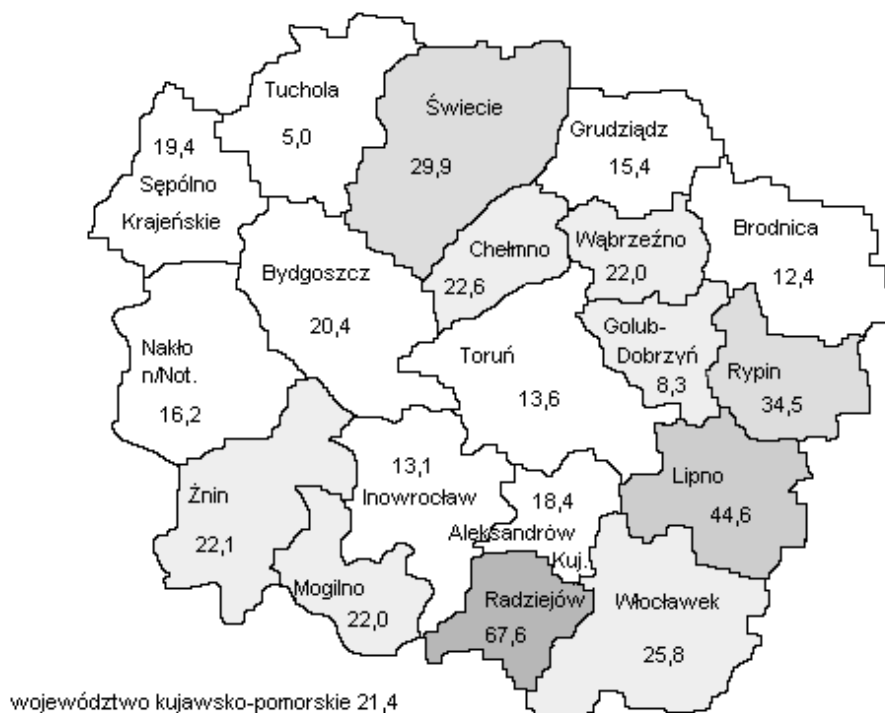 Tuchola
5,0
Świecie
29,9
Grudziądz
15,4
19,4
Sępólno
Krajeńskie
Chełmno
22,6
Wąbrzeźno
22,0
Brodnica
12,4
Bydgoszcz
20,4
Nakło
n/Not.
16,2
Toruń
13,6
Golub-
Dobrzyń
8,3
Rypin
34,5
Żnin
22,1
13,1
Inowrocław
18,4
Aleksandrów
Kuj.
Lipno
44,6
Mogilno
22,0
Radziejów
67,6
Włocławek
25,8
województwo kujawsko-pomorskie 21,4